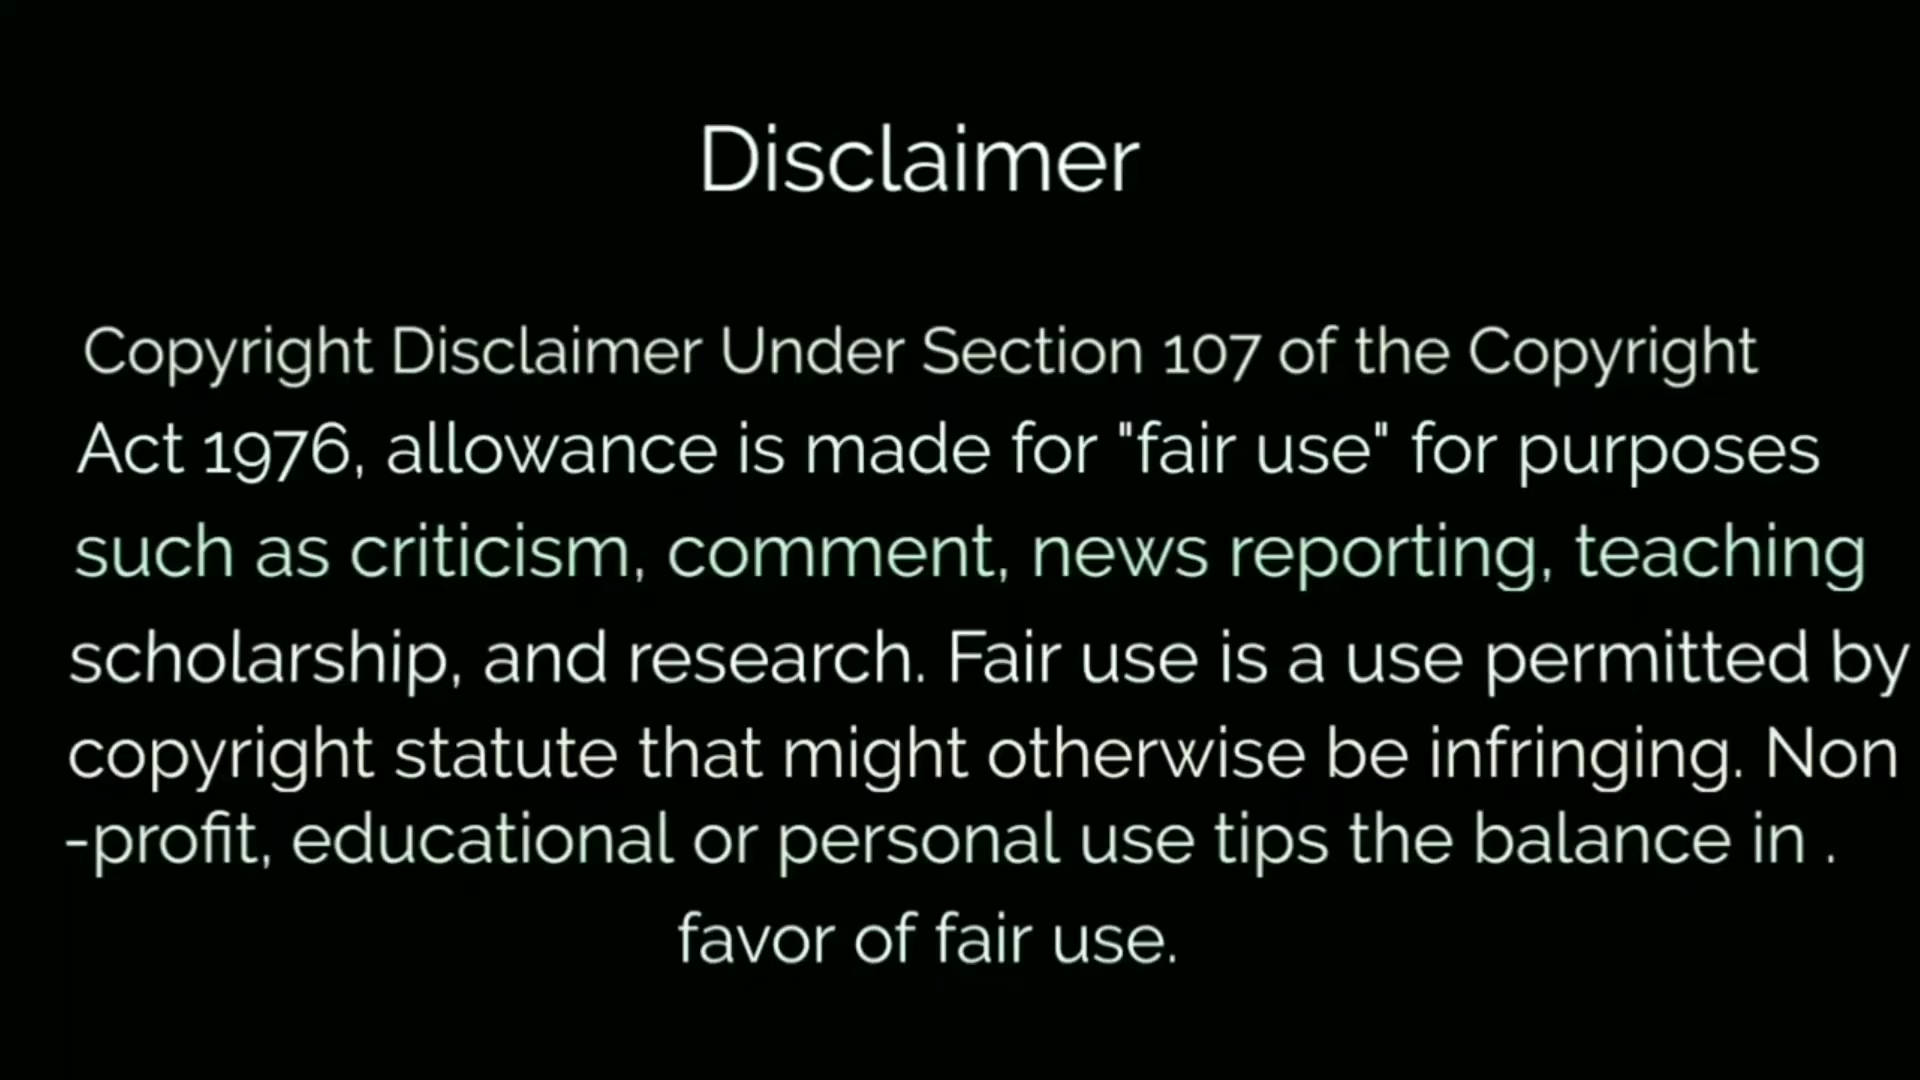 Disclaimer
Copyright Disclaimer Under Section 107 of the Copyright
Act 1976, allowance is made for "fair use" for purposes
such as criticism, comment, news reporting, teaching
scholarship, and research. Fair use is a use permitted by
copyright statute that might otherwise be infringing. Non
-profit, educational or personal use tips the balance in .
favor of fair use.